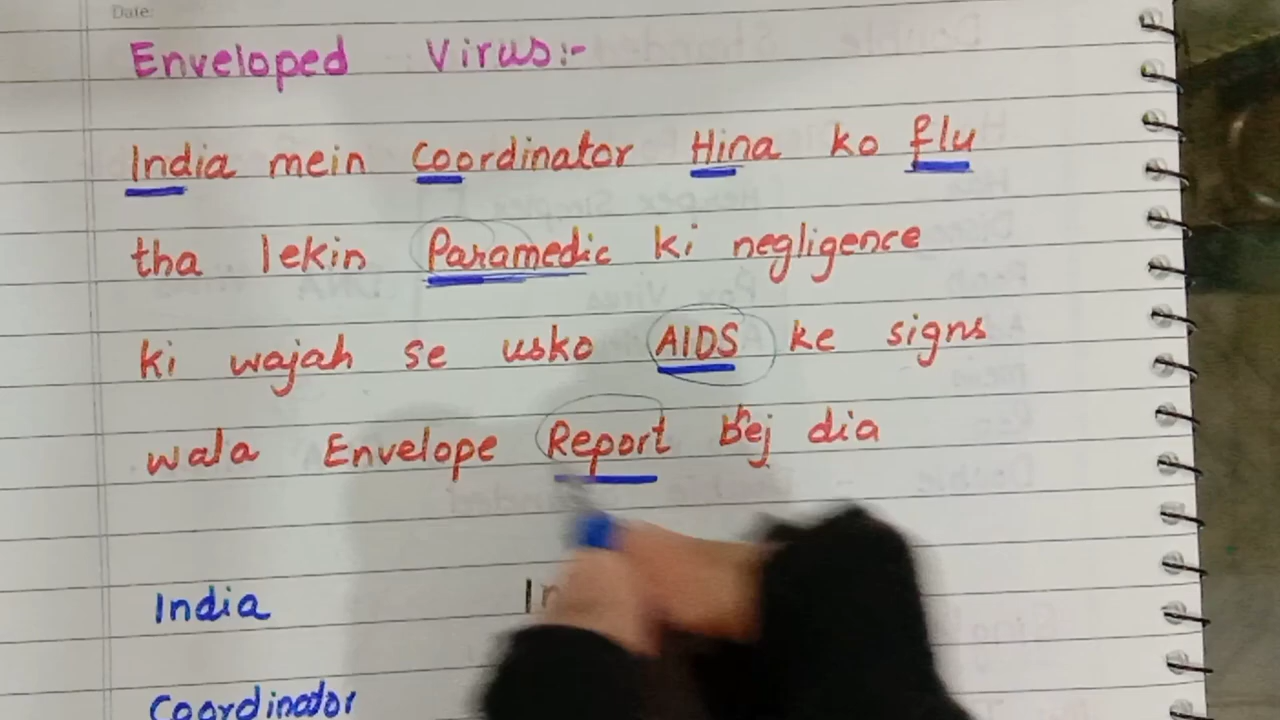 Date:
Enveloped Virus:-
India mein Coordinator Hina ko flu
tha lekin Paramedic ki negligence
ki wajah se usko AIDS ke signs
wala Envelope Report Bej dia
India
Coordinator